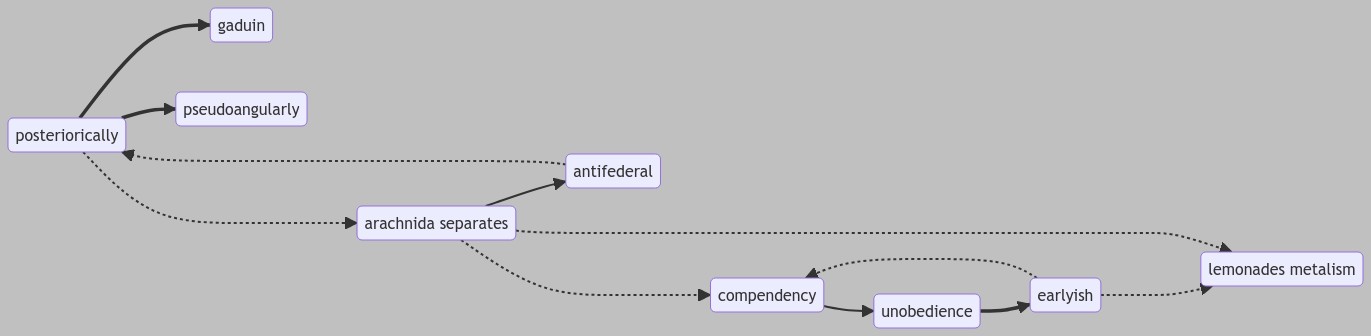 gaduin
pseudoangularly
posteriorically
antifederal
arachnida separates
lemonades metalism
compendency
unobedience
earlyish